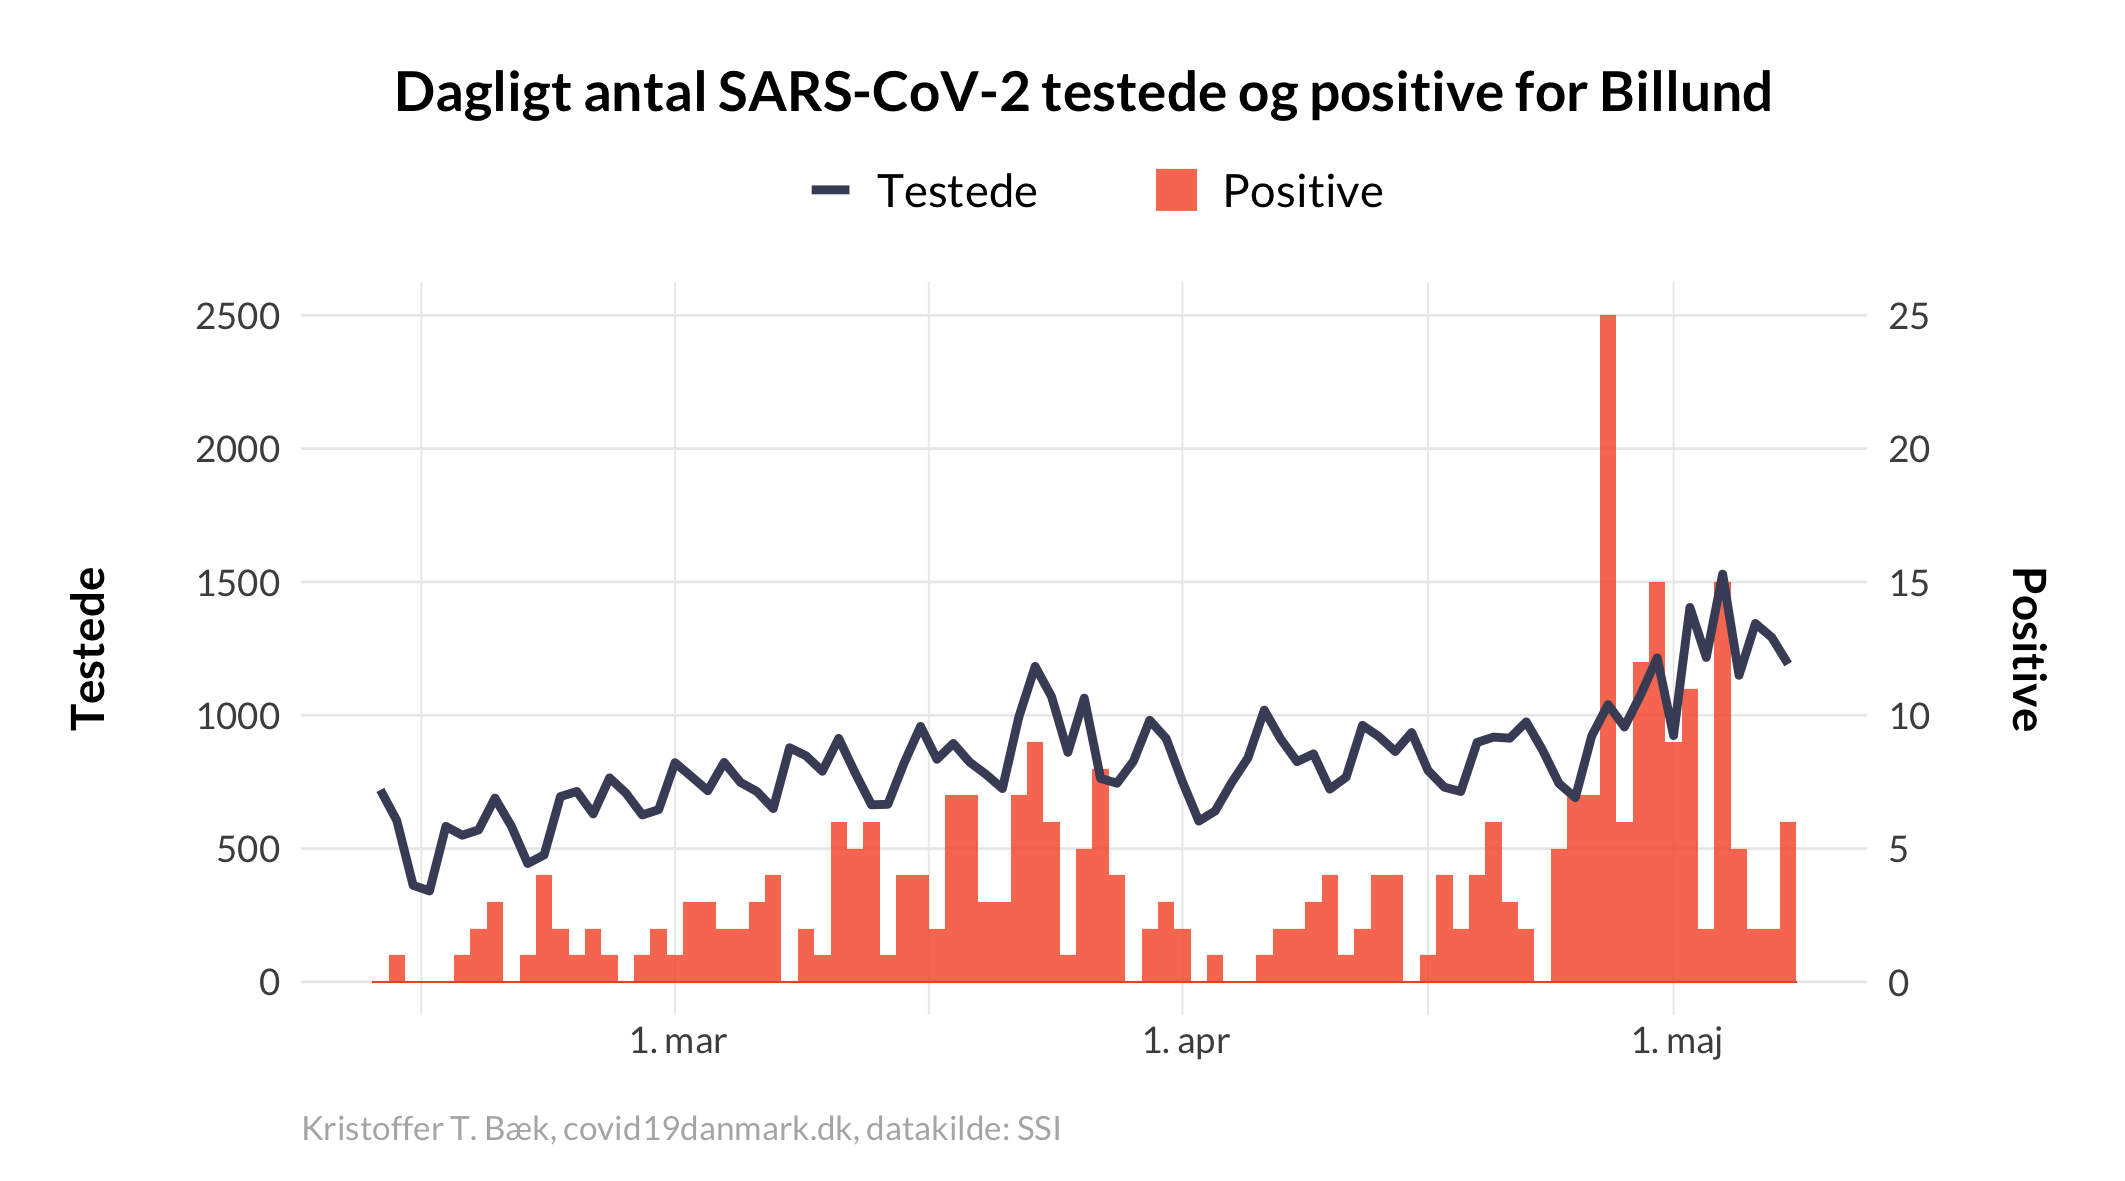 Dagligt antal SARS-CoV-2 testede og positive for Billund
Testede
Positive
2500
2000
1500
1000
500
0
Testede
25
20
15
10
5
0
Positive
1. mar
1. apr
1. maj
Kristoffer T. Bæk, covid19danmark.dk, datakilde: SSI